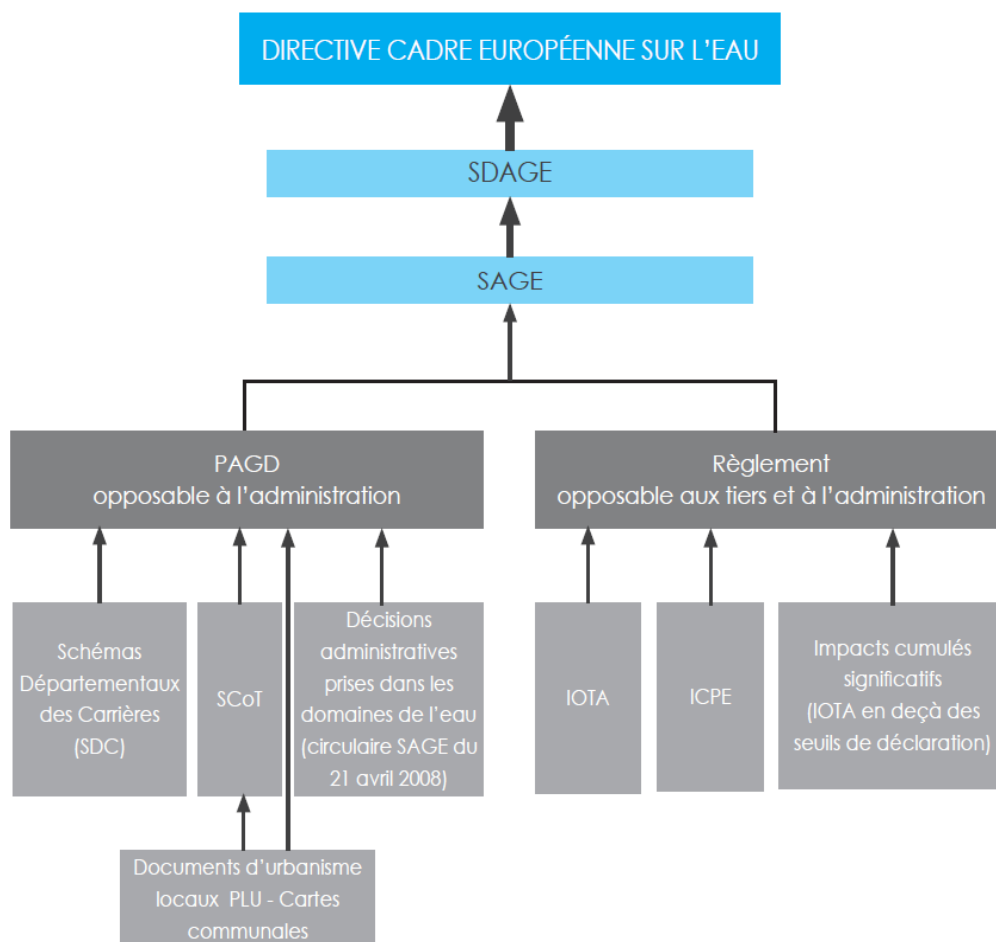 DIRECTIVE CADRE EUROPÉENNE SUR L'EAU
SDAGE
SAGE
PAGD
opposable à l'administration
Règlement
opposable aux tiers et à l'administration
Schémas
Départementaux
des Carrières
(SDC)
SCoT
Décisions
administratives
prises dans les
domaines de l'eau
(circulaire SAGE du
21 avril 2008)
IOTA
ICPE
Impacts cumulés
significatifs
(IOTA en deçà des
seuils de déclaration)
Documents d'urbanisme
locaux PLU - Cartes
communales